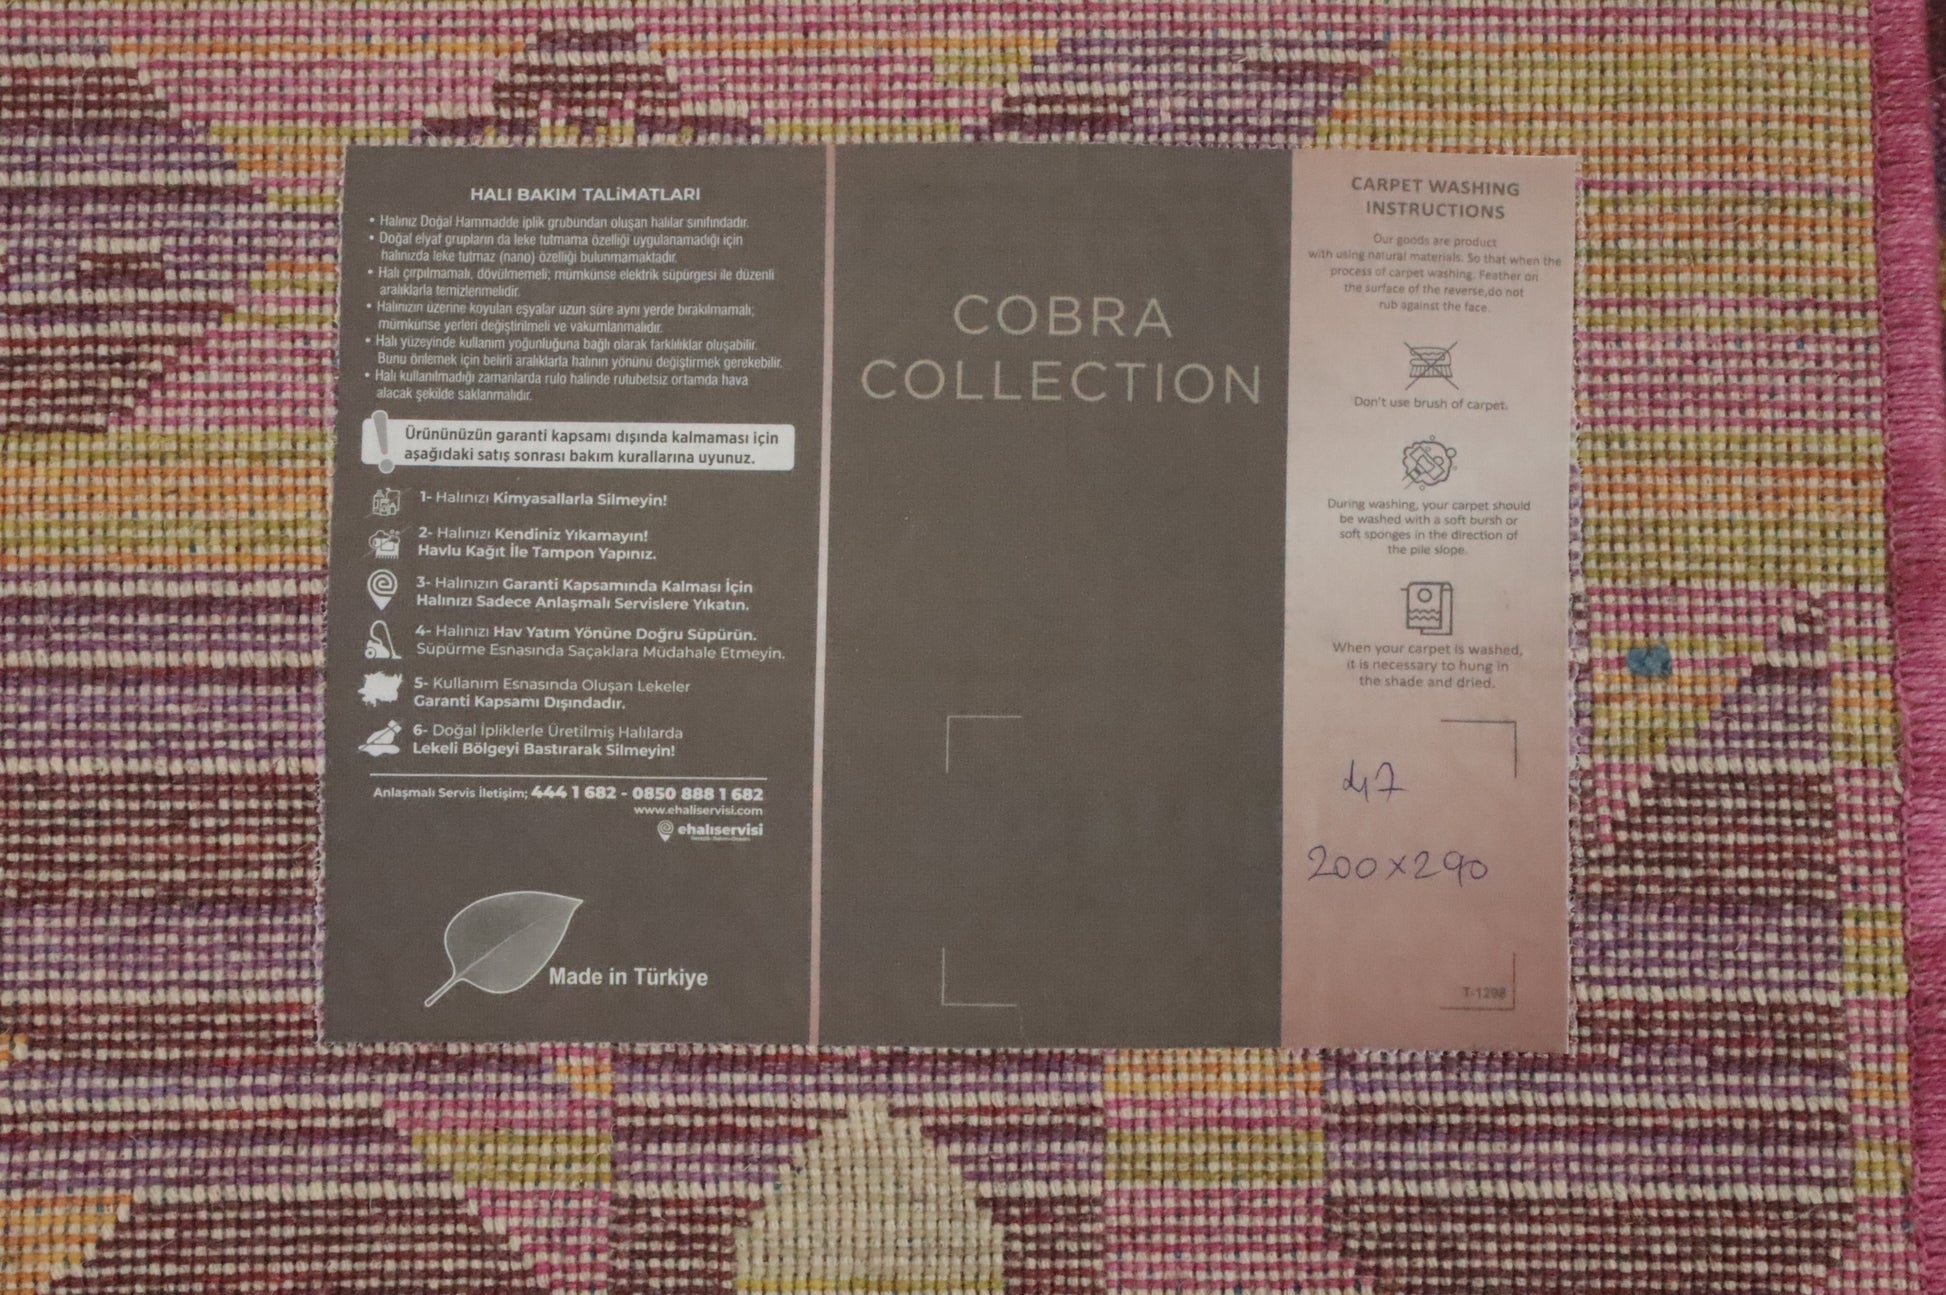 HALI BAKIM TALiMATLARI
• Halınız Doğal Hammadde iplik grubundan oluşan halılar sınıfındadır.
• Doğal elyaf grupların da leke tutmama özelliği uygulanamadığı için
halınızda leke tutmaz (nano) özelliği bulunmamaktadır.
• Halı çırpılmamalı, dövülmemeli; mümkünse elektrik süpürgesi ile düzenli
aralıklarla temizlenmelidir.
• Halınızın üzerine koyulan eşyalar uzun süre aynı yerde bırakılmamalı;
mümkünse yerleri değiştirilmeli ve vakumlanmalıdır.
• Halı yüzeyinde kullanım yoğunluğuna bağlı olarak farklılıklar oluşabilir.
Bunu önlemek için belirli aralıklarla halının yönünü değiştirmek gerekebilir.
• Halı kullanılmadığı zamanlarda rulo halinde rutubetsiz ortamda hava
alacak şekilde saklanmalıdır.
Ürününüzün garanti kapsamı dışında kalmaması için
aşağıdaki satış sonrası bakım kurallarına uyunuz.
1- Halınızı Kimyasallarla Silmeyin!
2- Halınızı Kendiniz Yıkamayın!
Havlu Kağıt İle Tampon Yapınız.
3- Halınızın Garanti Kapsamında Kalması İçin
Halınızı Sadece Anlaşmalı Servislere Yıkatın.
4- Halınızı Hav Yatım Yönüne Doğru Süpürün.
Süpürme Esnasında Saçaklara Müdahale Etmeyin.
5- Kullanım Esnasında Oluşan Lekeler
Garanti Kapsamı Dışındadır.
6- Doğal İpliklerle Üretilmiş Halılarda
Lekeli Bölgeyi Bastırarak Silmeyin!
Anlaşmalı Servis İletişim; 444 1 682 - 0850 888 1 682
www.ehaliservisi.com
ehalıservisi
Made in Türkiye
COBRA
COLLECTION
CARPET WASHING
INSTRUCTIONS
Our goods are product
with using natural materials. So that when the
process of carpet washing. Feather on
the surface of the reverse,do not
rub against the face.
Don't use brush of carpet.
During washing, your carpet should
be washed with a soft bursh or
soft sponges in the direction of
the pile slope.
When your carpet is washed,
it is necessary to hung in
the shade and dried.
47
200x290
T-1298